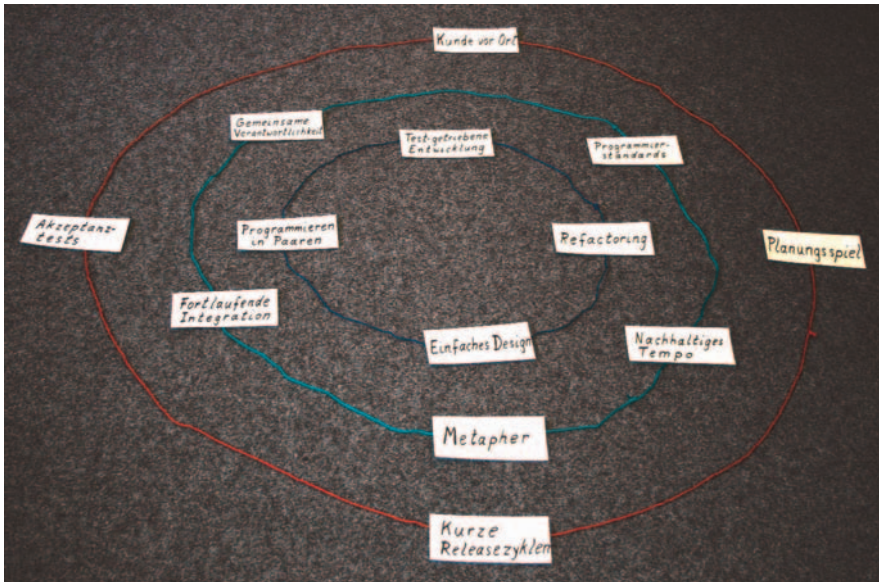 Kunde vor Ort
Gemeinsame
Verantwortlichkeit
Test-getriebene
Entwicklung
Programmier-
standards
Akzeptanz-
tests
Programmieren
in Paaren
Refactoring
Planungsspiel
Fortlaufende
Integration
Einfaches Design
Nachhaltiges
Tempo
Metapher
Kurze
Releasezyklen